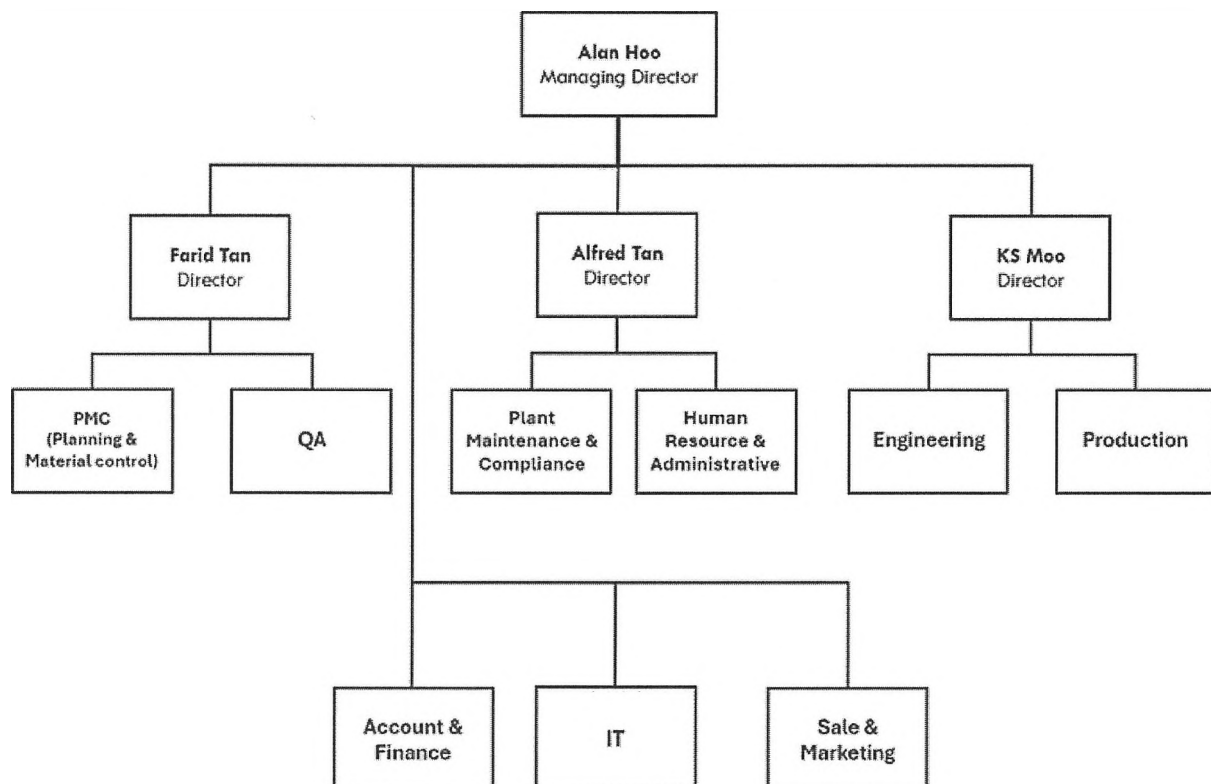 Alan Hoo
Managing Director
Farid Tan
Director
Alfred Tan
Director
KS Moo
Director
PMC
(Planning &
Material control)
QA
Plant
Maintenance &
Compliance
Human
Resource &
Administrative
Engineering
Production
Account &
Finance
IT
Sale &
Marketing